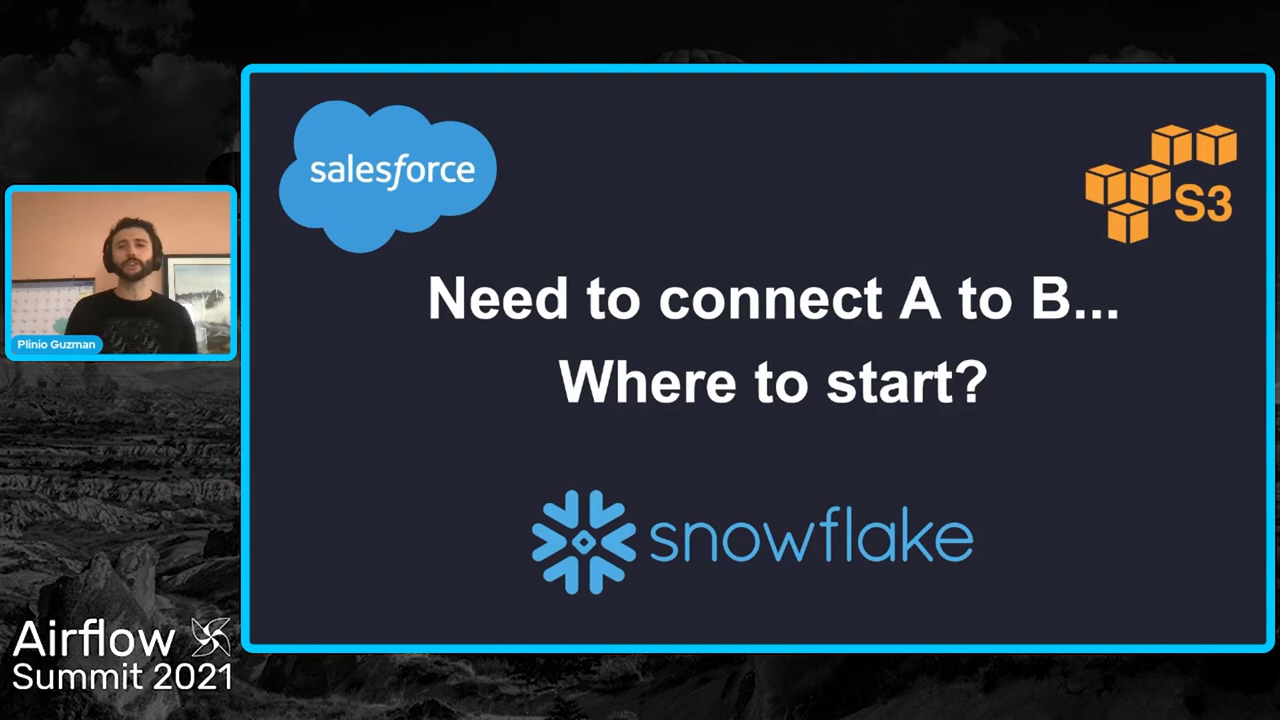 salesforce
S3
Need to connect A to B...
Where to start?
snowflake
Plinio Guzman
Airflow
Summit 2021